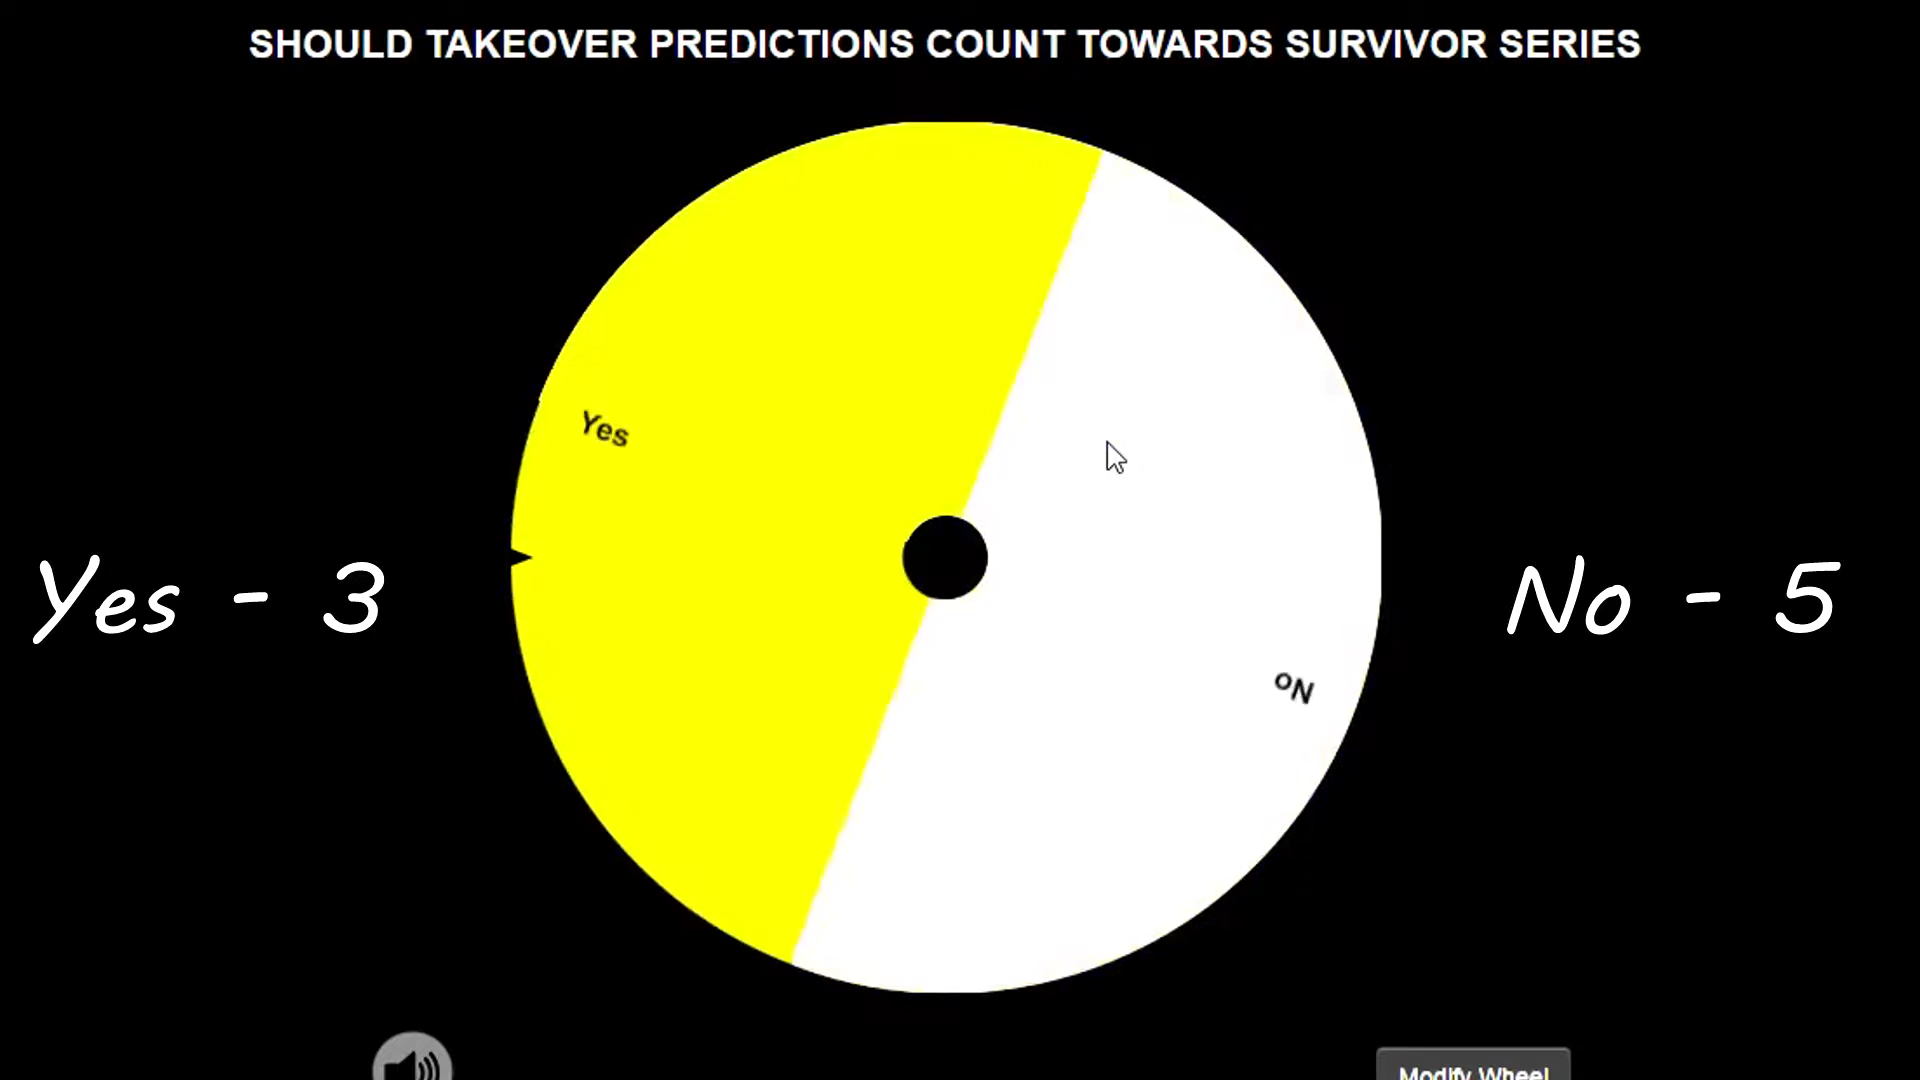 SHOULD TAKEOVER PREDICTIONS COUNT TOWARDS SURVIVOR SERIES
Yes
Yes - 3
No - 5
No
Modify Wheel